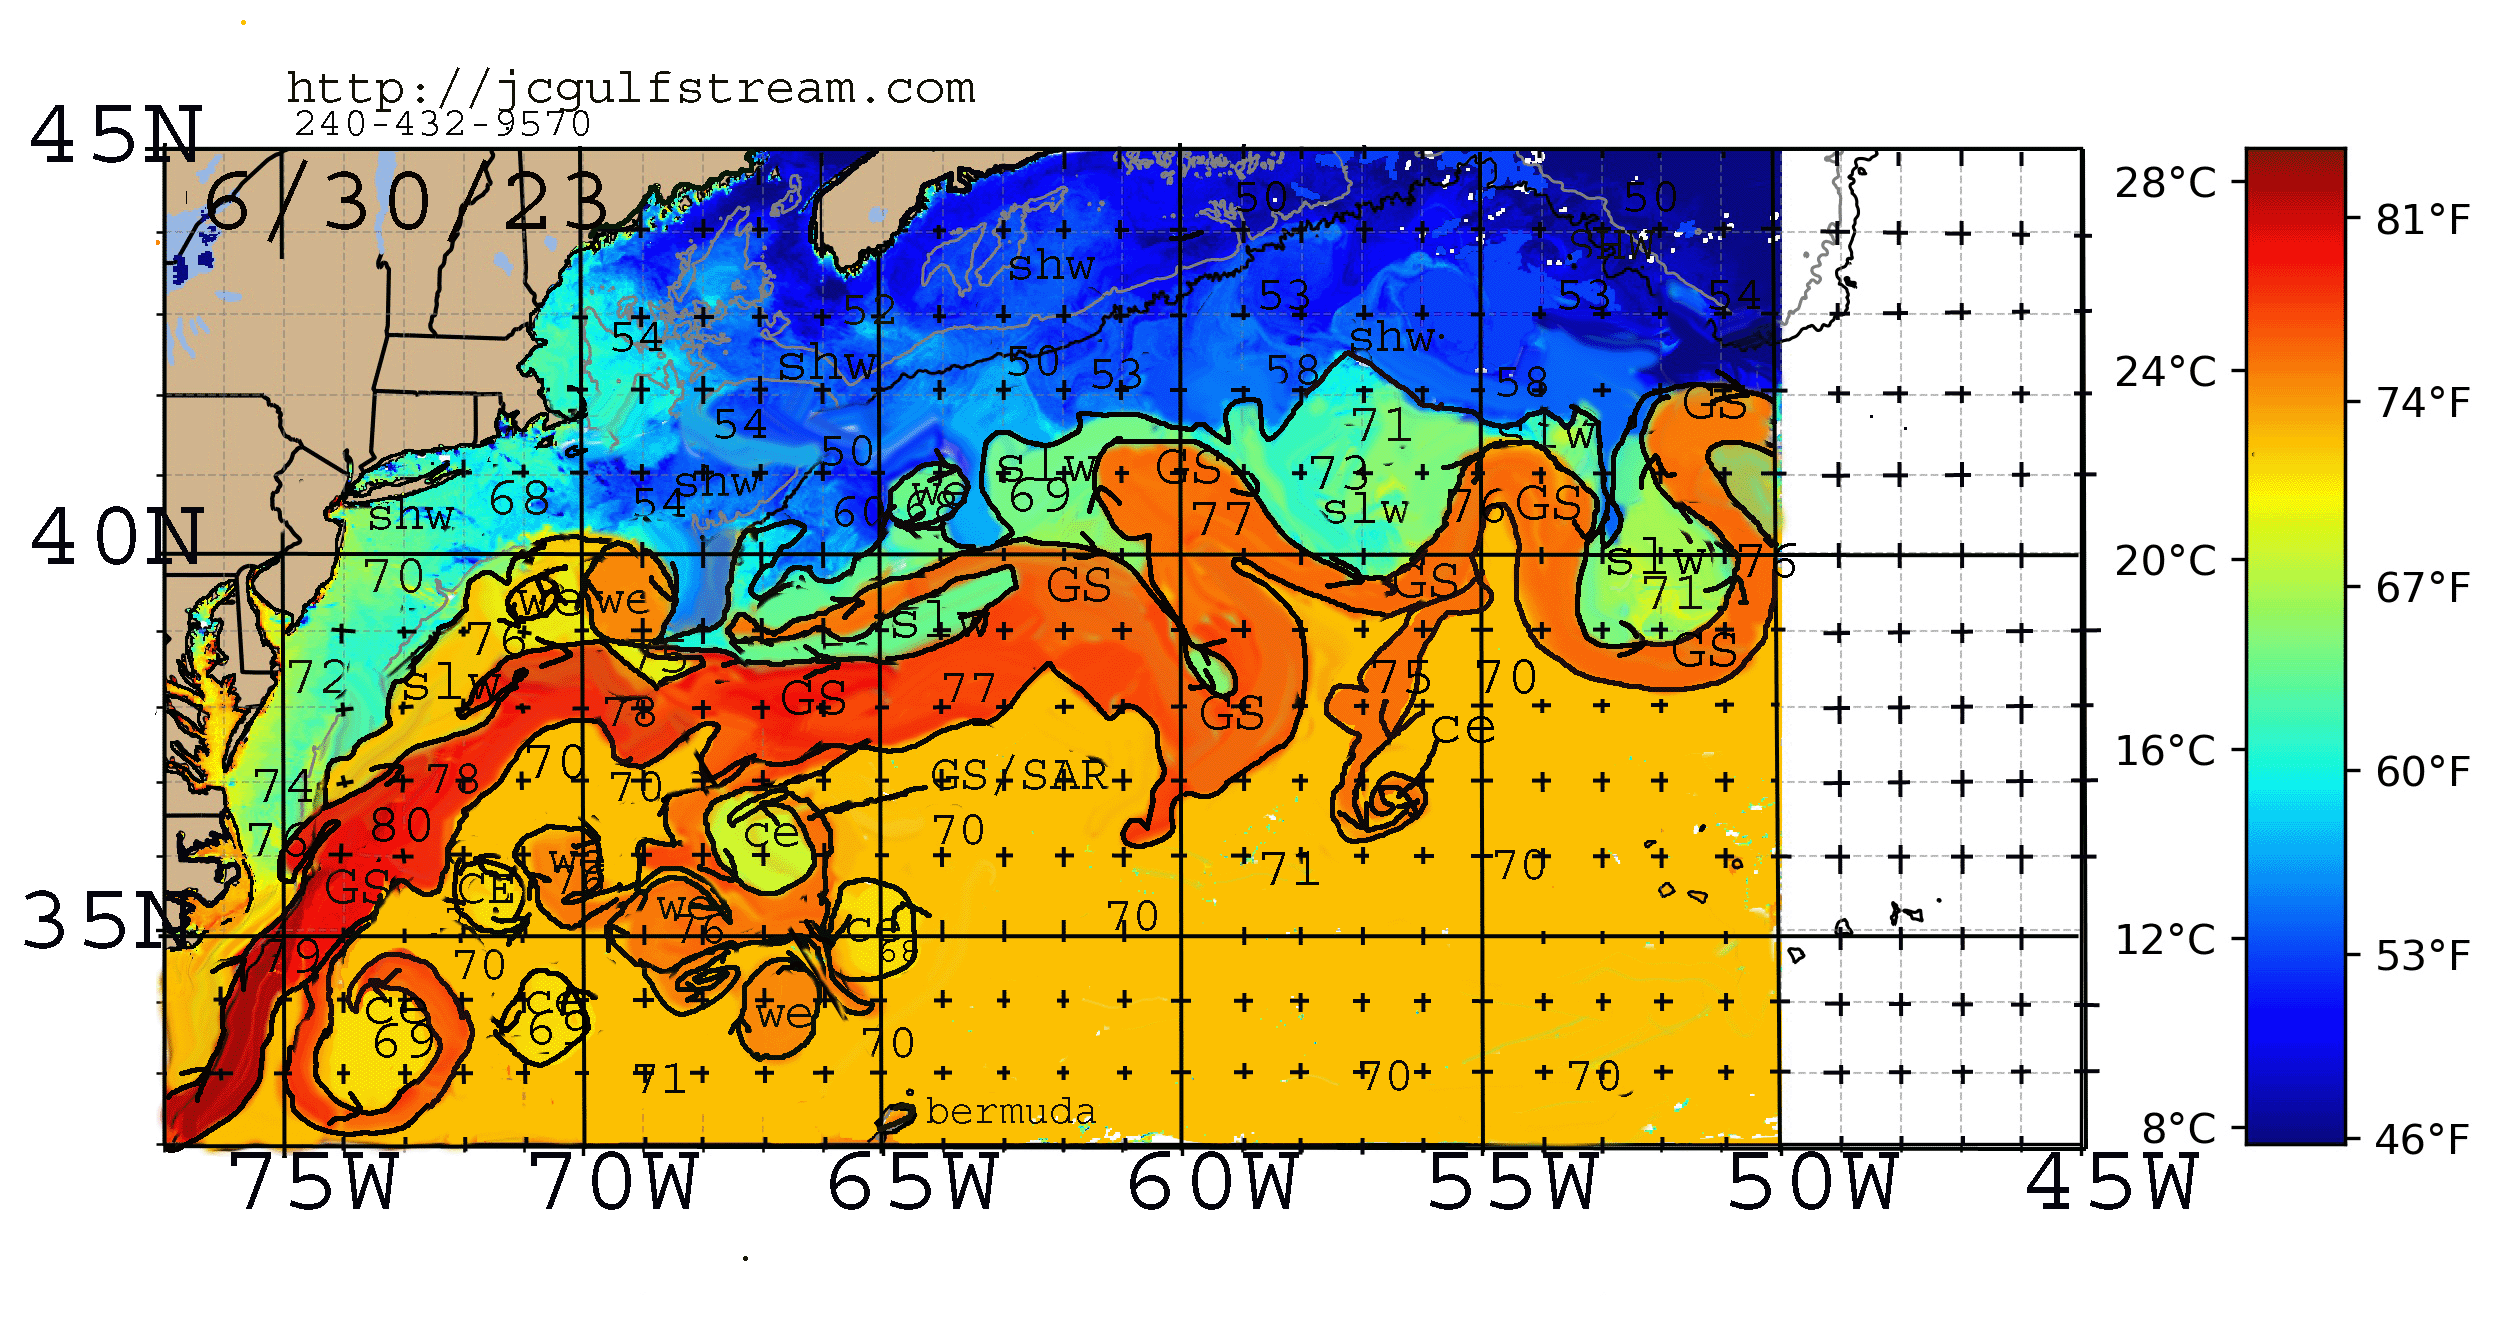 http://jcgulfstream.com
240-432-9570
45N
6/30/23
50 50
shw shw
28°C
81°F
53 53 54
52
54 shw
shw 50 53 58 58
24°C
74°F
GS
54 71 slw
50 slw GS 73
we
shw 68 69 76 GS
68 54 60 77 slw
shw
40N
70 GS GS slw 76
20°C
67°F
we we slw 71
76 75 GS
72 slw GS 77 75 70
78 GS ce
16°C
60°F
74 78 70 70 GS/SAR
76 80 ce 70
we 71 70
GS CE 76 we 70
76
35N
ce
68
79 70
12°C
53°F
ce ce we
69 69 70
71 70 70
bermuda
8°C
46°F
75W 70W 65W 60W 55W 50W 45W